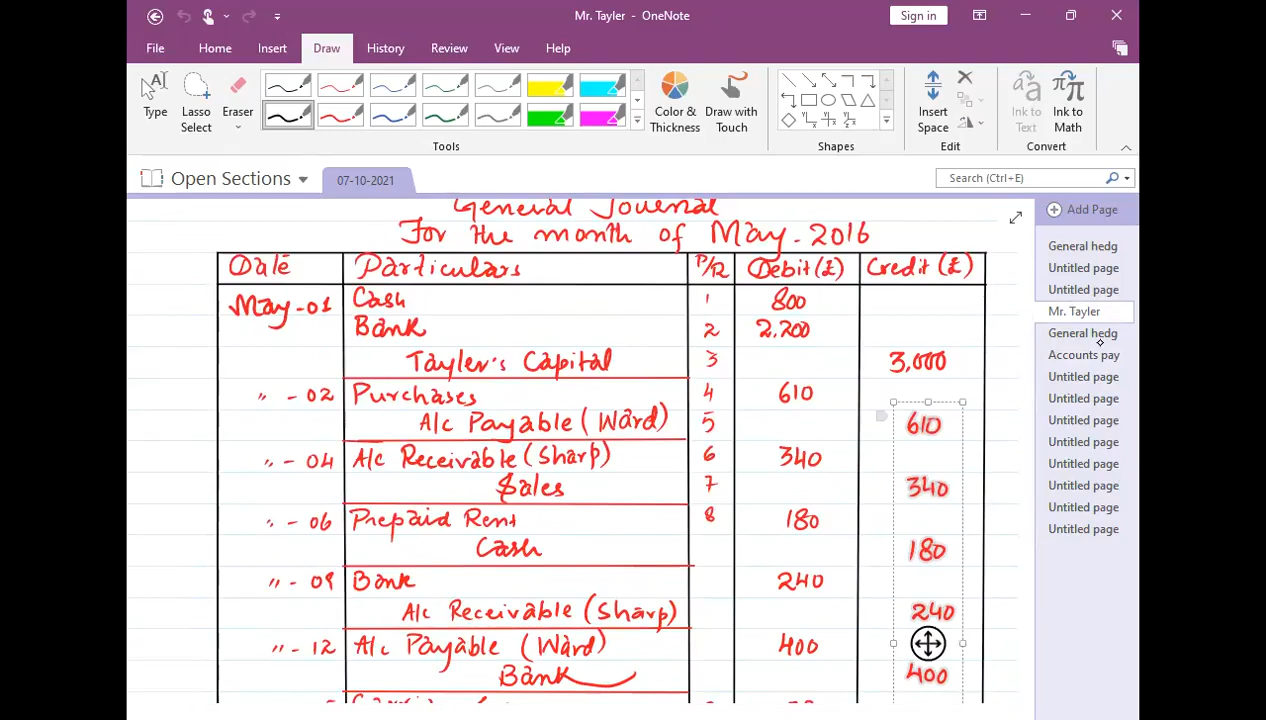 Mr. Tayler - OneNote
Sign in
File Home Insert Draw History Review View Help
Type
Lasso Select
Eraser
Color & Thickness
Draw with Touch
Insert Space
Ink to Text
Ink to Math
Tools
Shapes
Edit
Convert
Open Sections
07-10-2021
Search (Ctrl+E)
Add Page
General hedg
Untitled page
Untitled page
Mr. Tayler
General hedg
Accounts pay
Untitled page
Untitled page
Untitled page
Untitled page
Untitled page
Untitled page
Untitled page
Untitled page
General Journal
For the month of May-2016
Date Particulars P/R Debit(£) Credit(£)
May-01 Cash 1 800
Bank 2 2,200
Tayler's Capital 3 3,000
" - 02 Purchases 4 610
A/c Payable (Ward) 5 610
" - 04 A/c Receivable (Sharp) 6 340
Sales 7 340
" - 06 Prepaid Rent 8 180
Cash 180
" - 09 Bank 240
A/c Receivable (Sharp) 240
" - 12 A/c Payable (Ward) 400
Bank 400